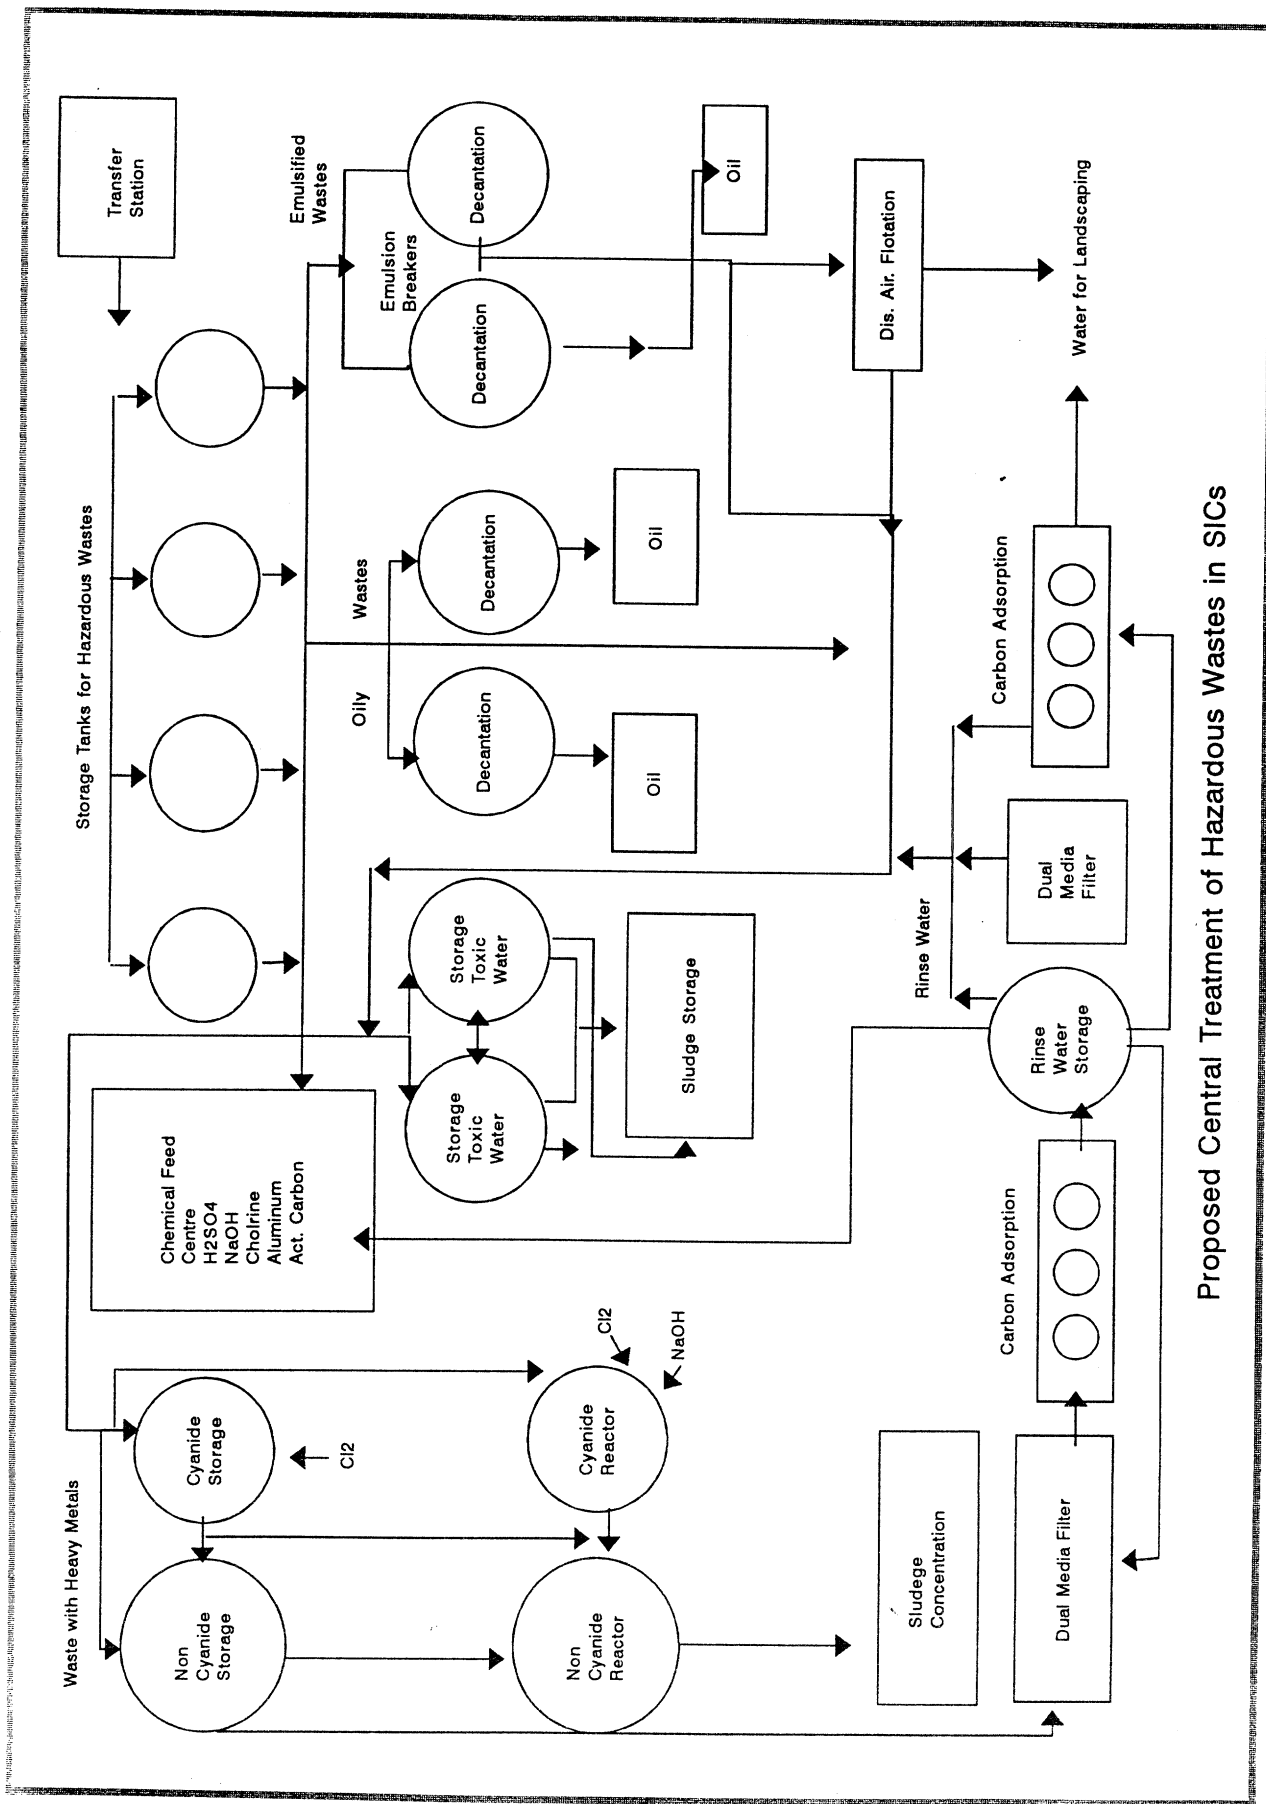 Waste with Heavy Metals
Storage Tanks for Hazardous Wastes
Transfer
Station
Non
Cyanide
Storage
Cyanide
Storage
Cl2
Chemical Feed
Centre
H2SO4
NaOH
Cholrine
Aluminum
Act. Carbon
Emulsified
Wastes
Oily
Wastes
Emulsion
Breakers
Storage
Toxic
Water
Storage
Toxic
Water
Decantation
Decantation
Decantation
Decantation
Non
Cyanide
Reactor
Cyanide
Reactor
Cl2
NaOH
Sludge Storage
Oil
Oil
Oil
Dis. Air. Flotation
Sludege
Concentration
Rinse Water
Carbon Adsorption
Carbon Adsorption
Dual Media Filter
Rinse
Water
Storage
Dual
Media
Filter
Water for Landscaping
Proposed Central Treatment of Hazardous Wastes in SICs